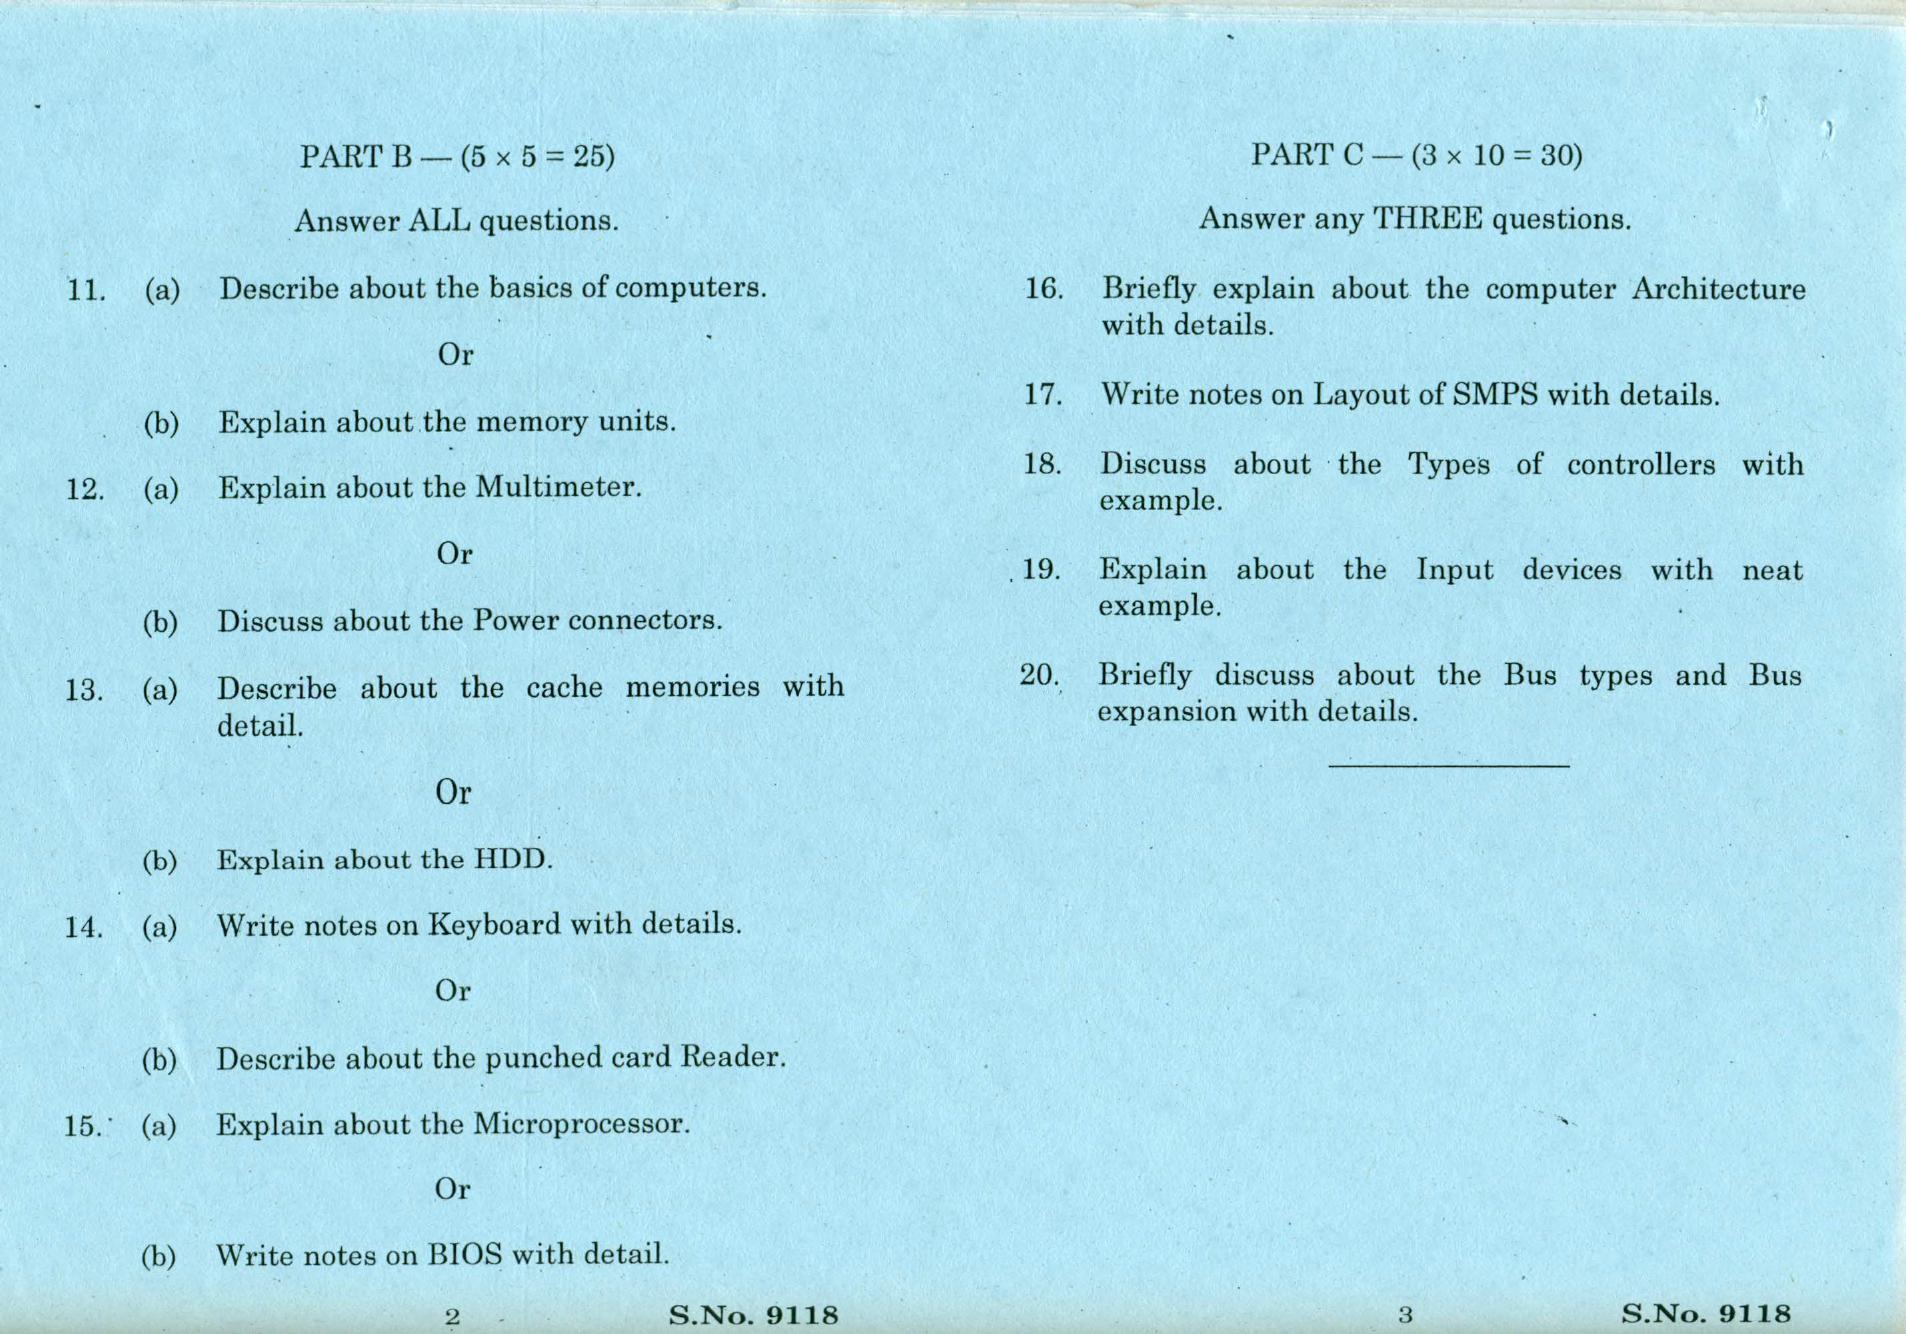 PART B — (5 × 5 = 25)
Answer ALL questions.
11. (a) Describe about the basics of computers.
Or
(b) Explain about the memory units.
12. (a) Explain about the Multimeter.
Or
(b) Discuss about the Power connectors.
13. (a) Describe about the cache memories with
detail.
Or
(b) Explain about the HDD.
14. (a) Write notes on Keyboard with details.
Or
(b) Describe about the punched card Reader.
15. (a) Explain about the Microprocessor.
Or
(b) Write notes on BIOS with detail.
2 S.No. 9118
PART C — (3 × 10 = 30)
Answer any THREE questions.
16. Briefly explain about the computer Architecture
with details.
17. Write notes on Layout of SMPS with details.
18. Discuss about the Types of controllers with
example.
19. Explain about the Input devices with neat
example.
20. Briefly discuss about the Bus types and Bus
expansion with details.
3 S.No. 9118